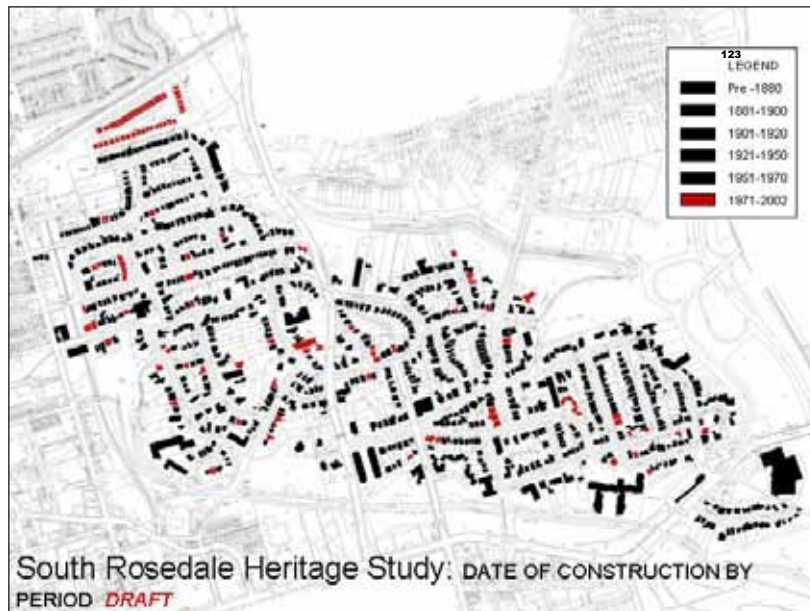 123
LEGEND
Pre -1880
1881-1900
1901-1920
1921-1950
1951-1970
1971-2002
South Rosedale Heritage Study: DATE OF CONSTRUCTION BY
PERIOD DRAFT